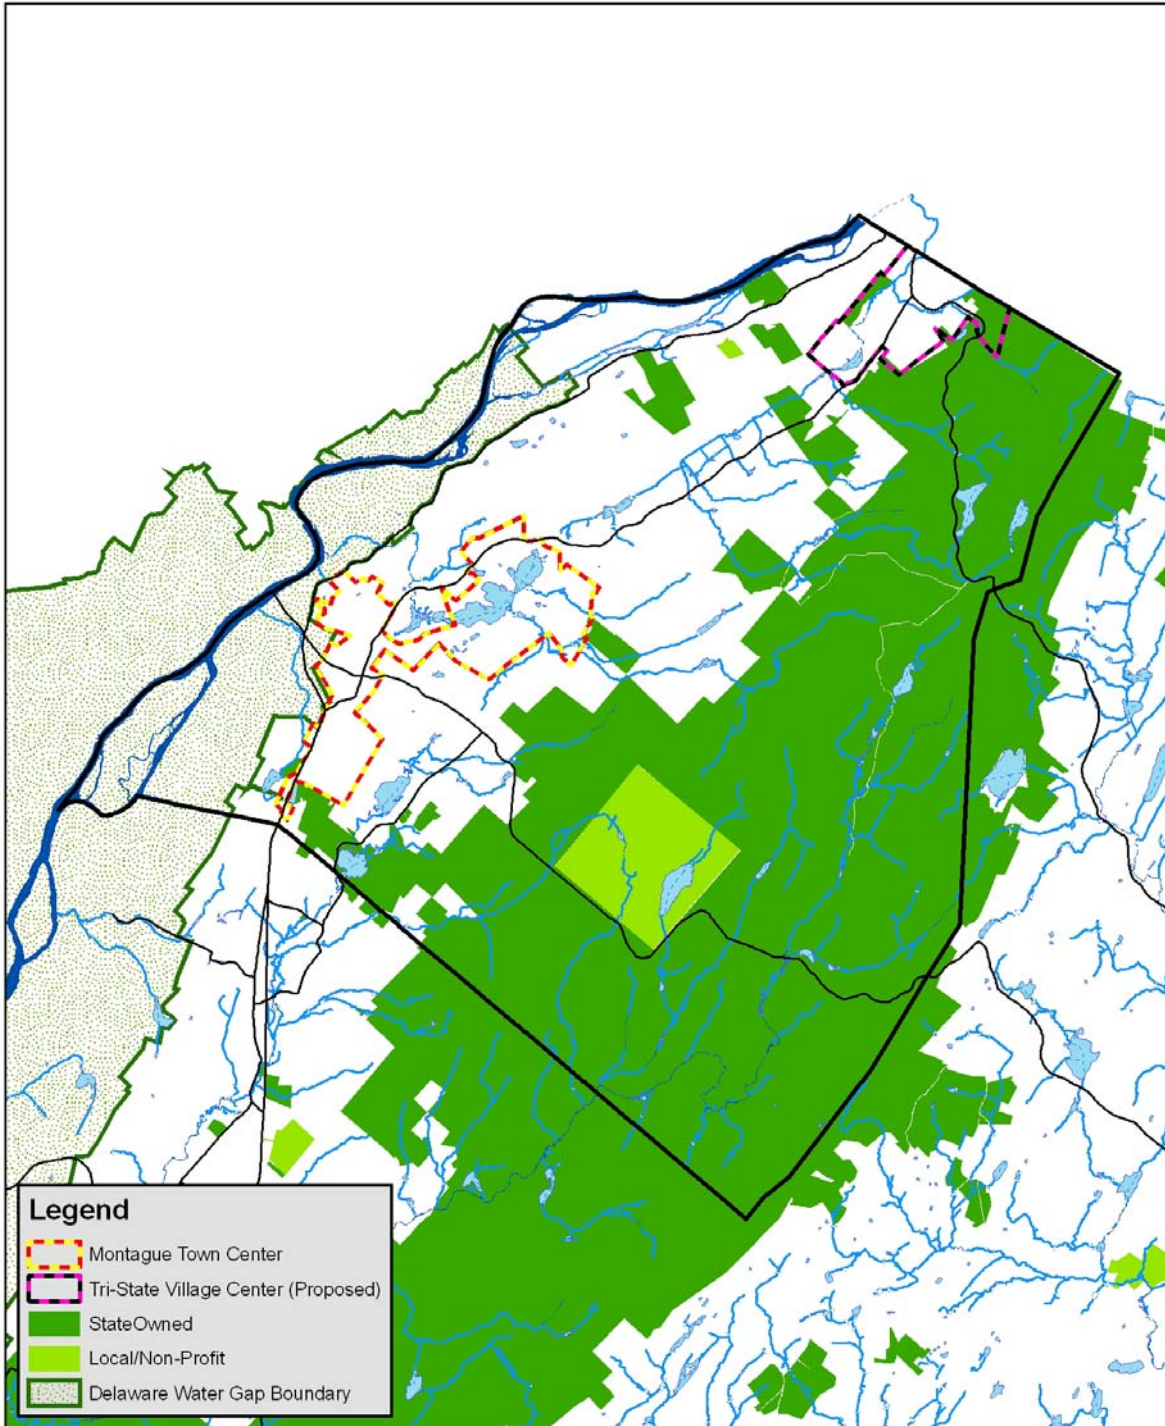 Legend
Montague Town Center
Tri-State Village Center (Proposed)
StateOwned
Local/Non-Profit
Delaware Water Gap Boundary